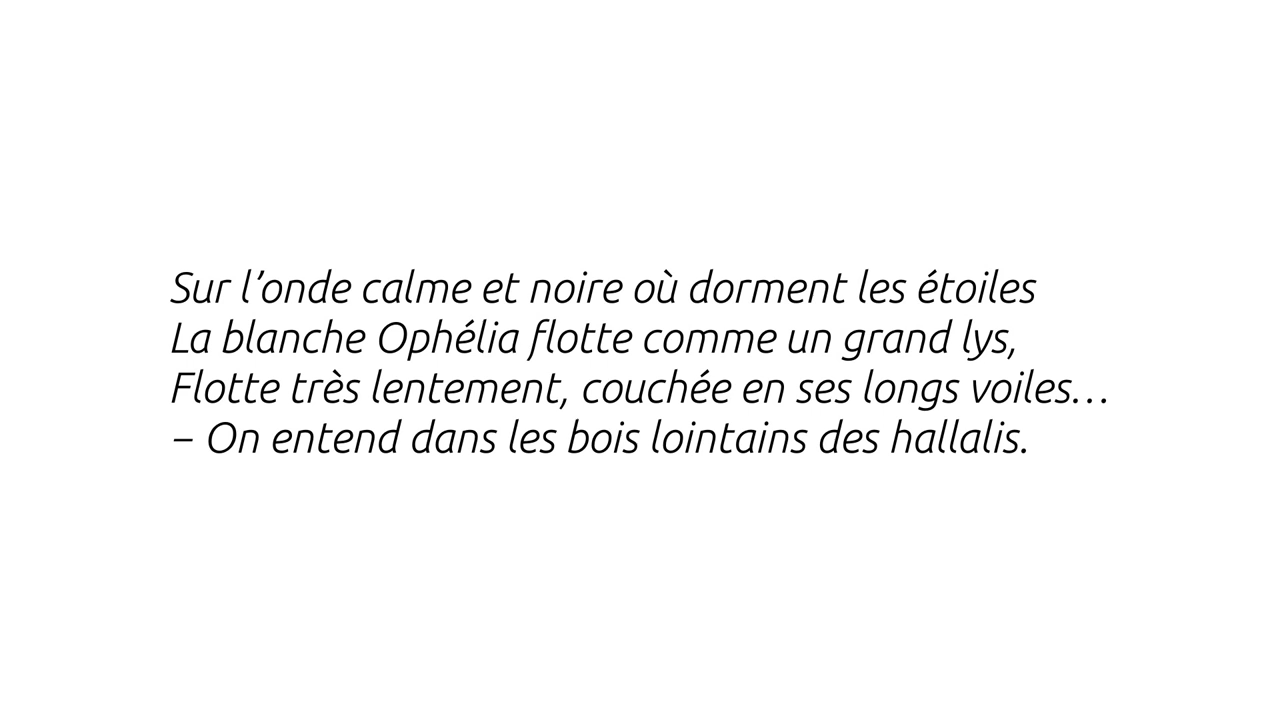 Sur l’onde calme et noire où dorment les étoiles
La blanche Ophélia flotte comme un grand lys,
Flotte très lentement, couchée en ses longs voiles…
– On entend dans les bois lointains des hallalis.